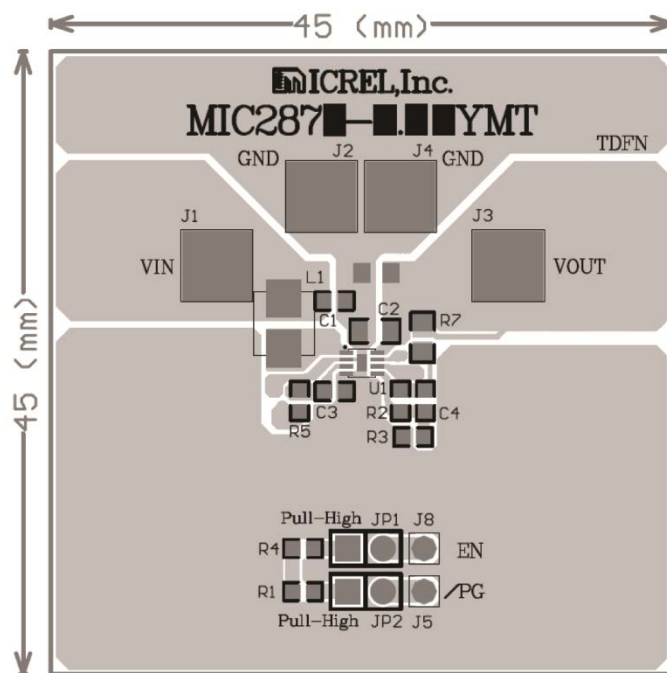 45 (mm)
45 (mm)
MICREL,Inc.
MIC287█-█.██YMT
TDFN
GND J2 J4 GND
J1 J3
VIN VOUT
L1
C1 C2 R7
U1
C3 R2 C4
R5 R3
Pull-High JP1 J8
R4 EN
R1 /PG
Pull-High JP2 J5